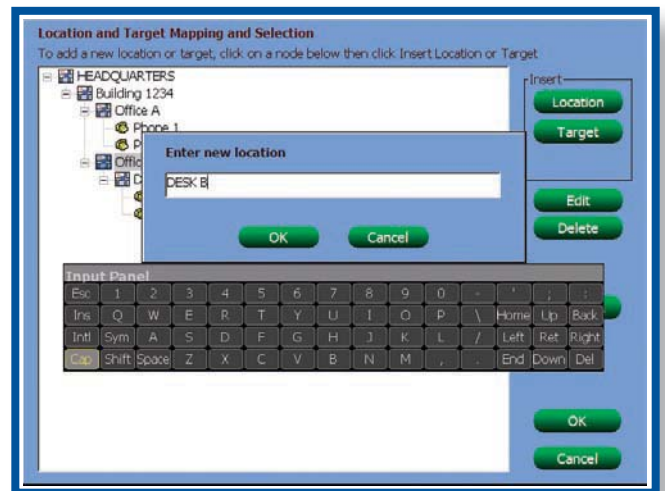 Location and Target Mapping and Selection
To add a new location or target, click on a node below then click Insert Location or Target
HEADQUARTERS
Building 1234
Office A
Phone 1
Insert
Location
Target
Edit
Delete
Enter new location
DESK B
OK Cancel
Input Panel
Esc 1 2 3 4 5 6 7 8 9 0 - ' ; :
Ins Q W E R T Y U I O P \ Home Up Back
Intl Sym A S D F G H J K L / Left Ret Right
Cap Shift Space Z X C V B N M , . End Down Del
OK
Cancel